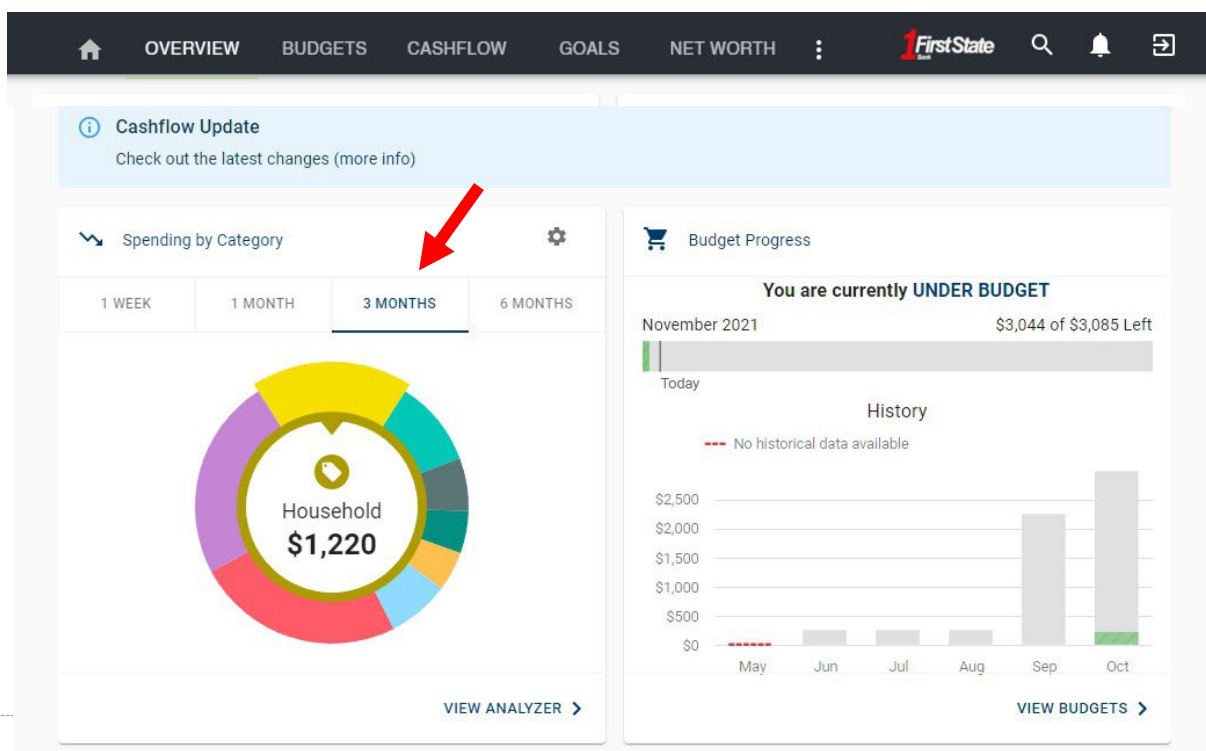 OVERVIEW BUDGETS CASHFLOW GOALS NET WORTH 1FirstState
Bank
Cashflow Update
Check out the latest changes (more info)
Spending by Category
1 WEEK 1 MONTH 3 MONTHS 6 MONTHS
Household
$1,220
VIEW ANALYZER
Budget Progress
You are currently UNDER BUDGET
November 2021 $3,044 of $3,085 Left
Today
History
No historical data available
$2,500
$2,000
$1,500
$1,000
$500
$0
May Jun Jul Aug Sep Oct
VIEW BUDGETS